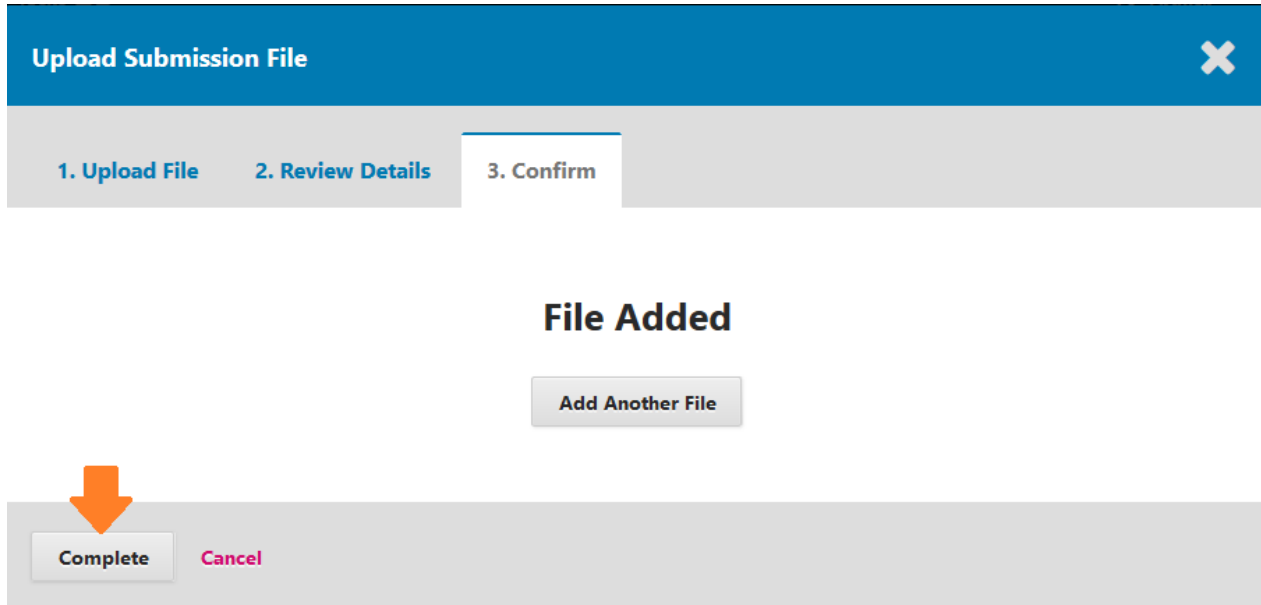 Upload Submission File
1. Upload File 2. Review Details 3. Confirm
File Added
Add Another File
Complete Cancel